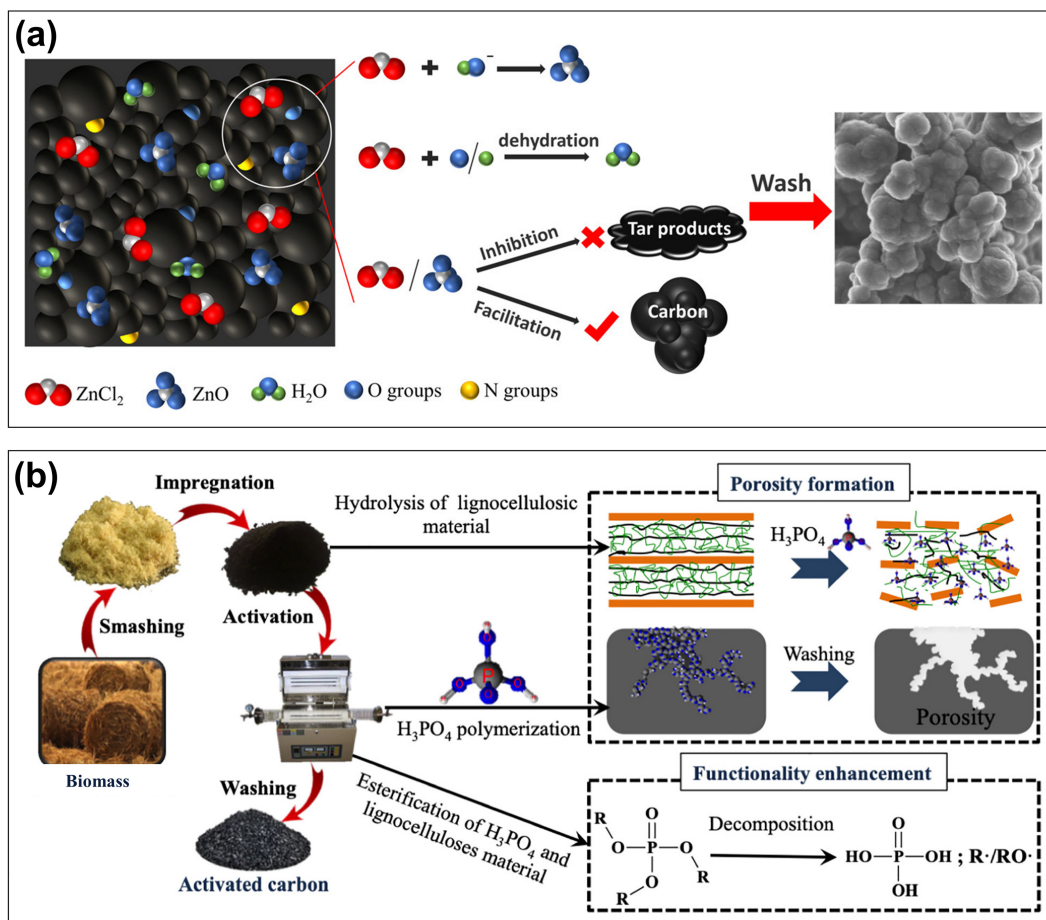 (a)
–
+
+
/
dehydration
/
Inhibition
Tar products
Facilitation
Carbon
Wash
ZnCl₂
ZnO
H₂O
O groups
N groups
(b)
Impregnation
Smashing
Biomass
Activation
Washing
Activated carbon
Hydrolysis of lignocellulosic
material
P
O
O
O
O
H₃PO₄ polymerization
Esterification of H₃PO₄ and
lignocelluloses material
Porosity formation
H₃PO₄
Washing
Porosity
Functionality enhancement
R
O
O
P
O
R
O
R
Decomposition
O
HO P OH ; R·/RO·
OH